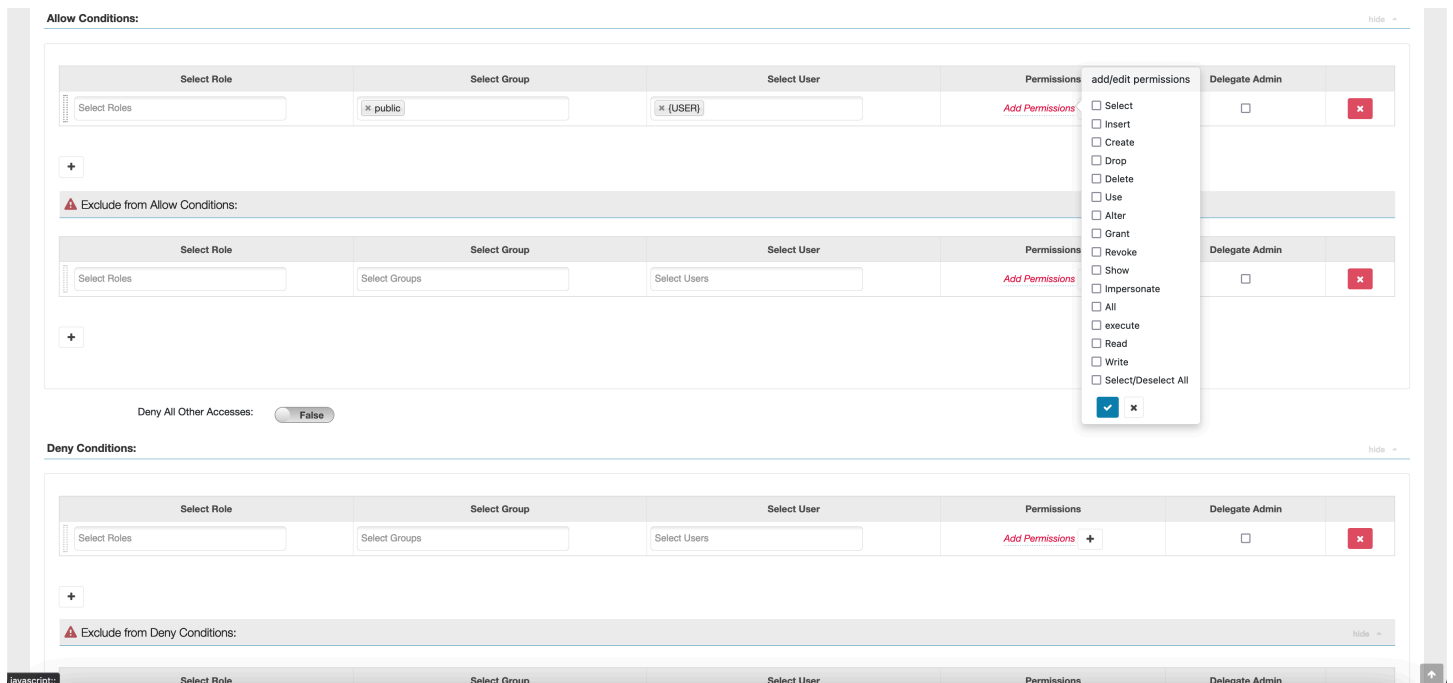 Allow Conditions: hide
Select Role Select Group Select User Permissions add/edit permissions Delegate Admin
Select Roles × public × {USER} Add Permissions
Select
Insert
Create
Drop
Delete
Use
Alter
Grant
Revoke
Show
Impersonate
All
execute
Read
Write
Select/Deselect All
+
Exclude from Allow Conditions:
Select Role Select Group Select User Permissions Delegate Admin
Select Roles Select Groups Select Users Add Permissions
+
Deny All Other Accesses: False
Deny Conditions: hide
Select Role Select Group Select User Permissions Delegate Admin
Select Roles Select Groups Select Users Add Permissions +
+
Exclude from Deny Conditions: hide
Select Role Select Group Select User Permissions Delegate Admin
javascript:;